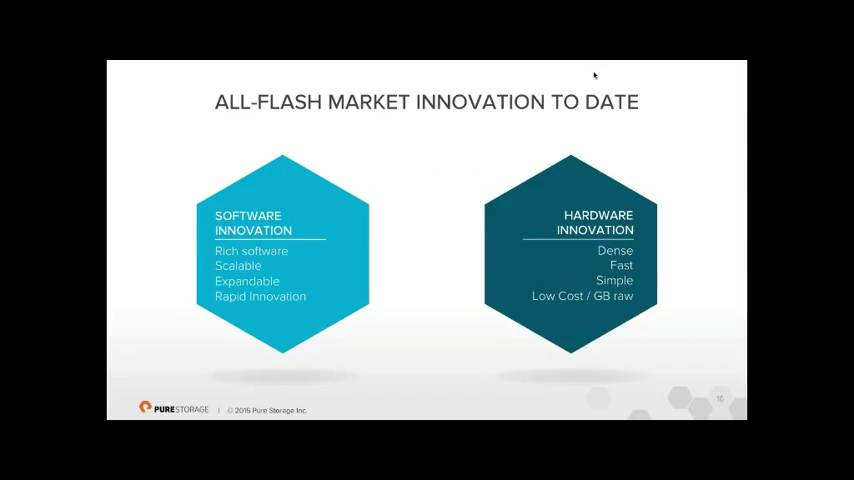 ALL-FLASH MARKET INNOVATION TO DATE
SOFTWARE
INNOVATION
Rich software
Scalable
Expandable
Rapid Innovation
HARDWARE
INNOVATION
Dense
Fast
Simple
Low Cost / GB raw
PURESTORAGE | © 2015 Pure Storage Inc.
16